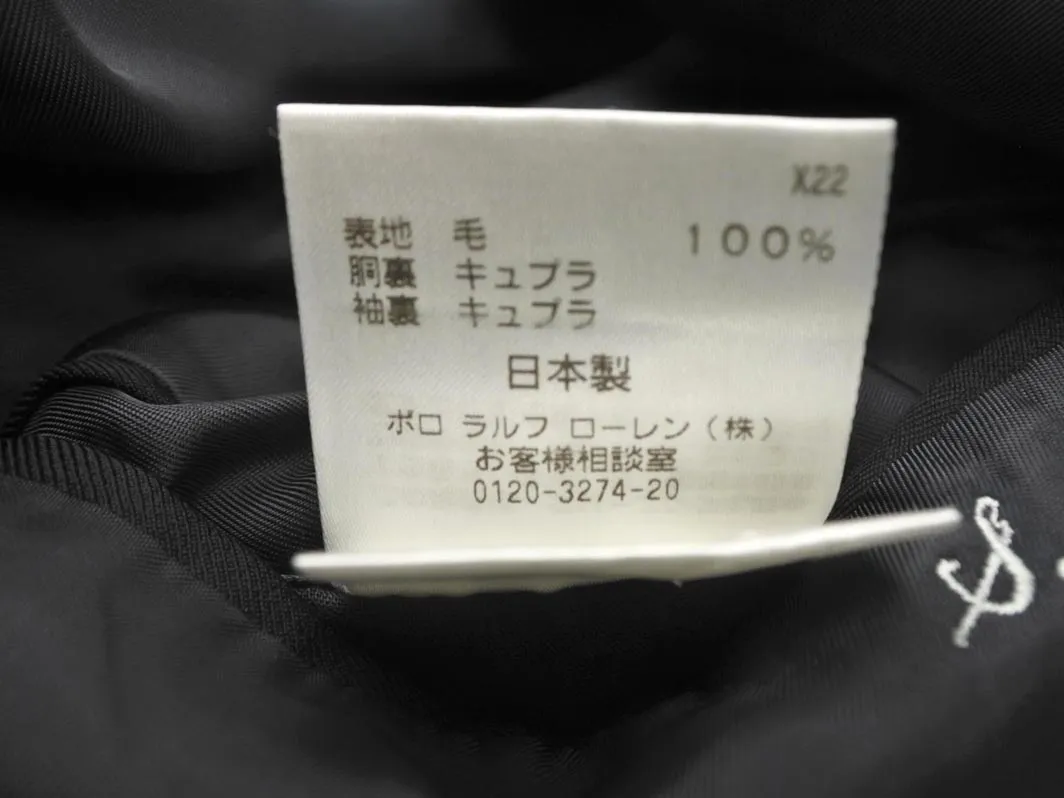 X22
表地 毛 100%
胴裏 キュプラ
袖裏 キュプラ
日本製
ポロ ラルフ ローレン(株)
お客様相談室
0120-3274-20
S.